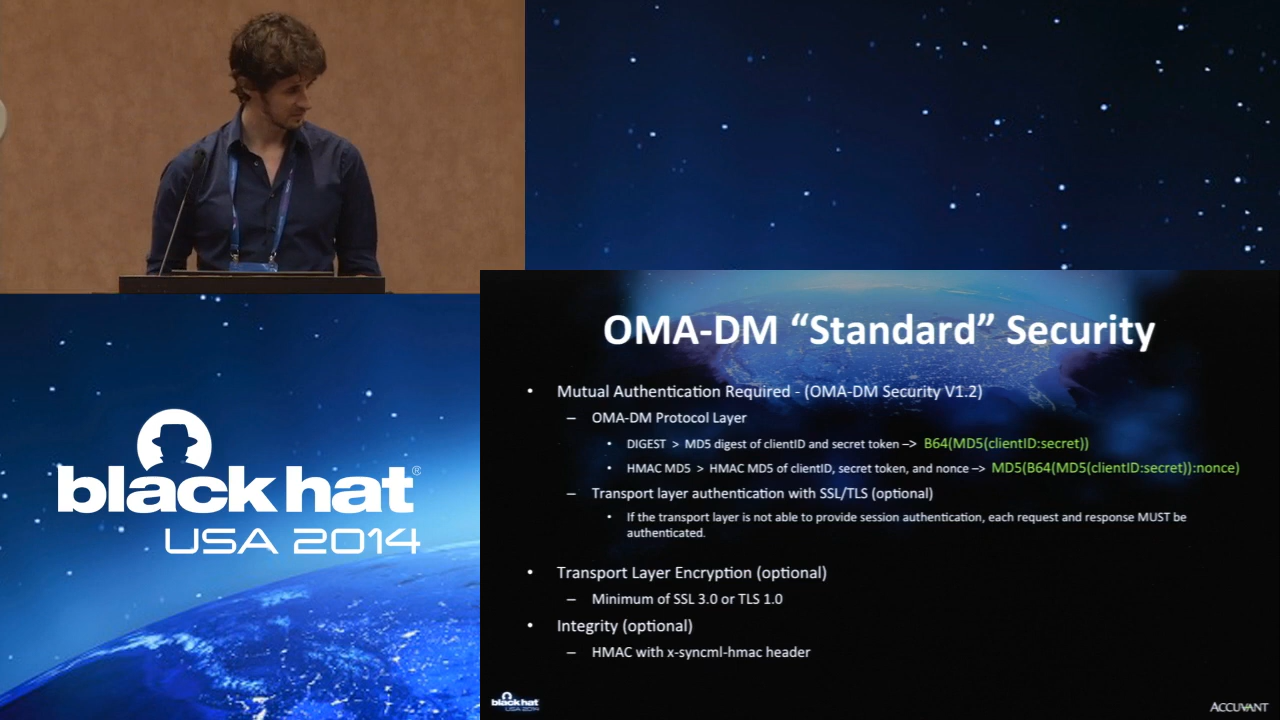 black hat®
USA 2014
OMA-DM “Standard” Security
• Mutual Authentication Required - (OMA-DM Security V1.2)
– OMA-DM Protocol Layer
• DIGEST > MD5 digest of clientID and secret token –> B64(MD5(clientID:secret))
• HMAC MD5 > HMAC MD5 of clientID, secret token, and nonce –> MD5(B64(MD5(clientID:secret)):nonce)
– Transport layer authentication with SSL/TLS (optional)
• If the transport layer is not able to provide session authentication, each request and response MUST be
authenticated.
• Transport Layer Encryption (optional)
– Minimum of SSL 3.0 or TLS 1.0
• Integrity (optional)
– HMAC with x-syncml-hmac header
black hat
USA 2014
ACCUVANT